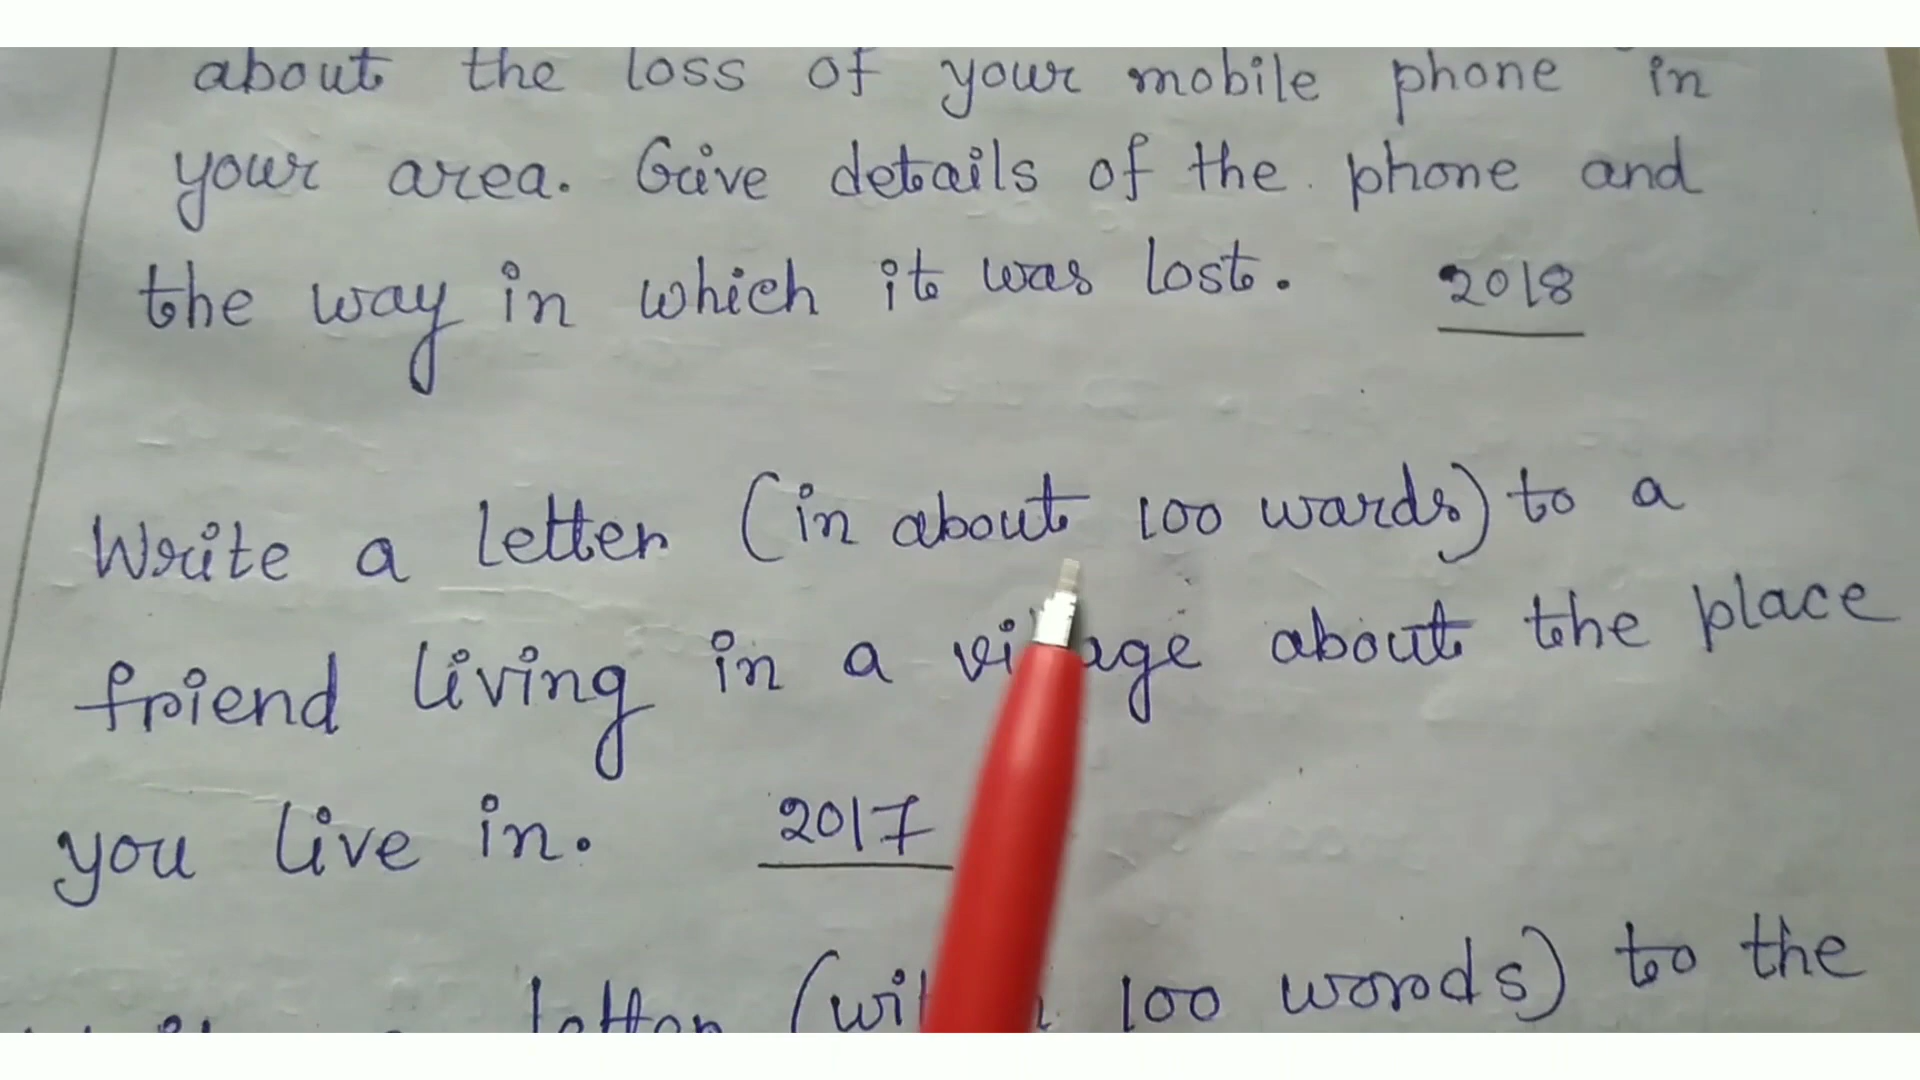 about the loss of your mobile phone in
your area. Give details of the phone and
the way in which it was lost. 2018
Write a letter (in about 100 wards) to a
friend living in a village about the place
you live in. 2017
letter 100 words) to the